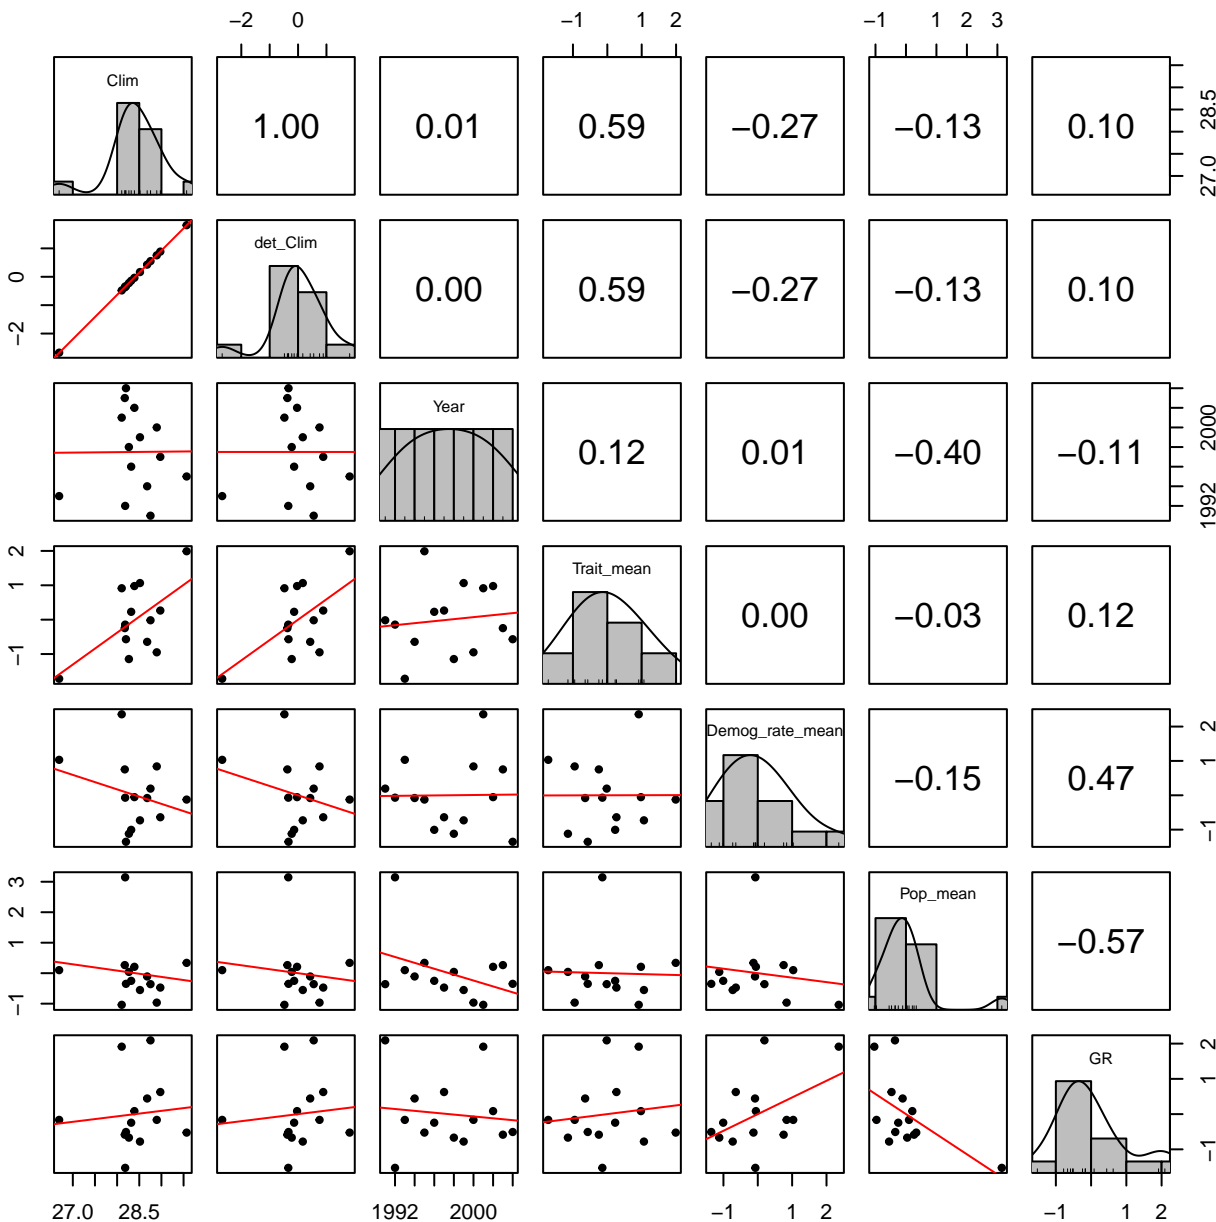 −2 0 −1 1 2 −1 1 2 3
Clim 1.00 0.01 0.59 −0.27 −0.13 0.10 27.0 28.5
−2 0 det_Clim 0.00 0.59 −0.27 −0.13 0.10
Year 0.12 0.01 −0.40 −0.11 1992 2000
−1 1 2 Trait_mean 0.00 −0.03 0.12
Demog_rate_mean −0.15 0.47 −1 1 2
−1 1 2 3 Pop_mean −0.57
GR −1 1 2
27.0 28.5 1992 2000 −1 1 2 −1 1 2